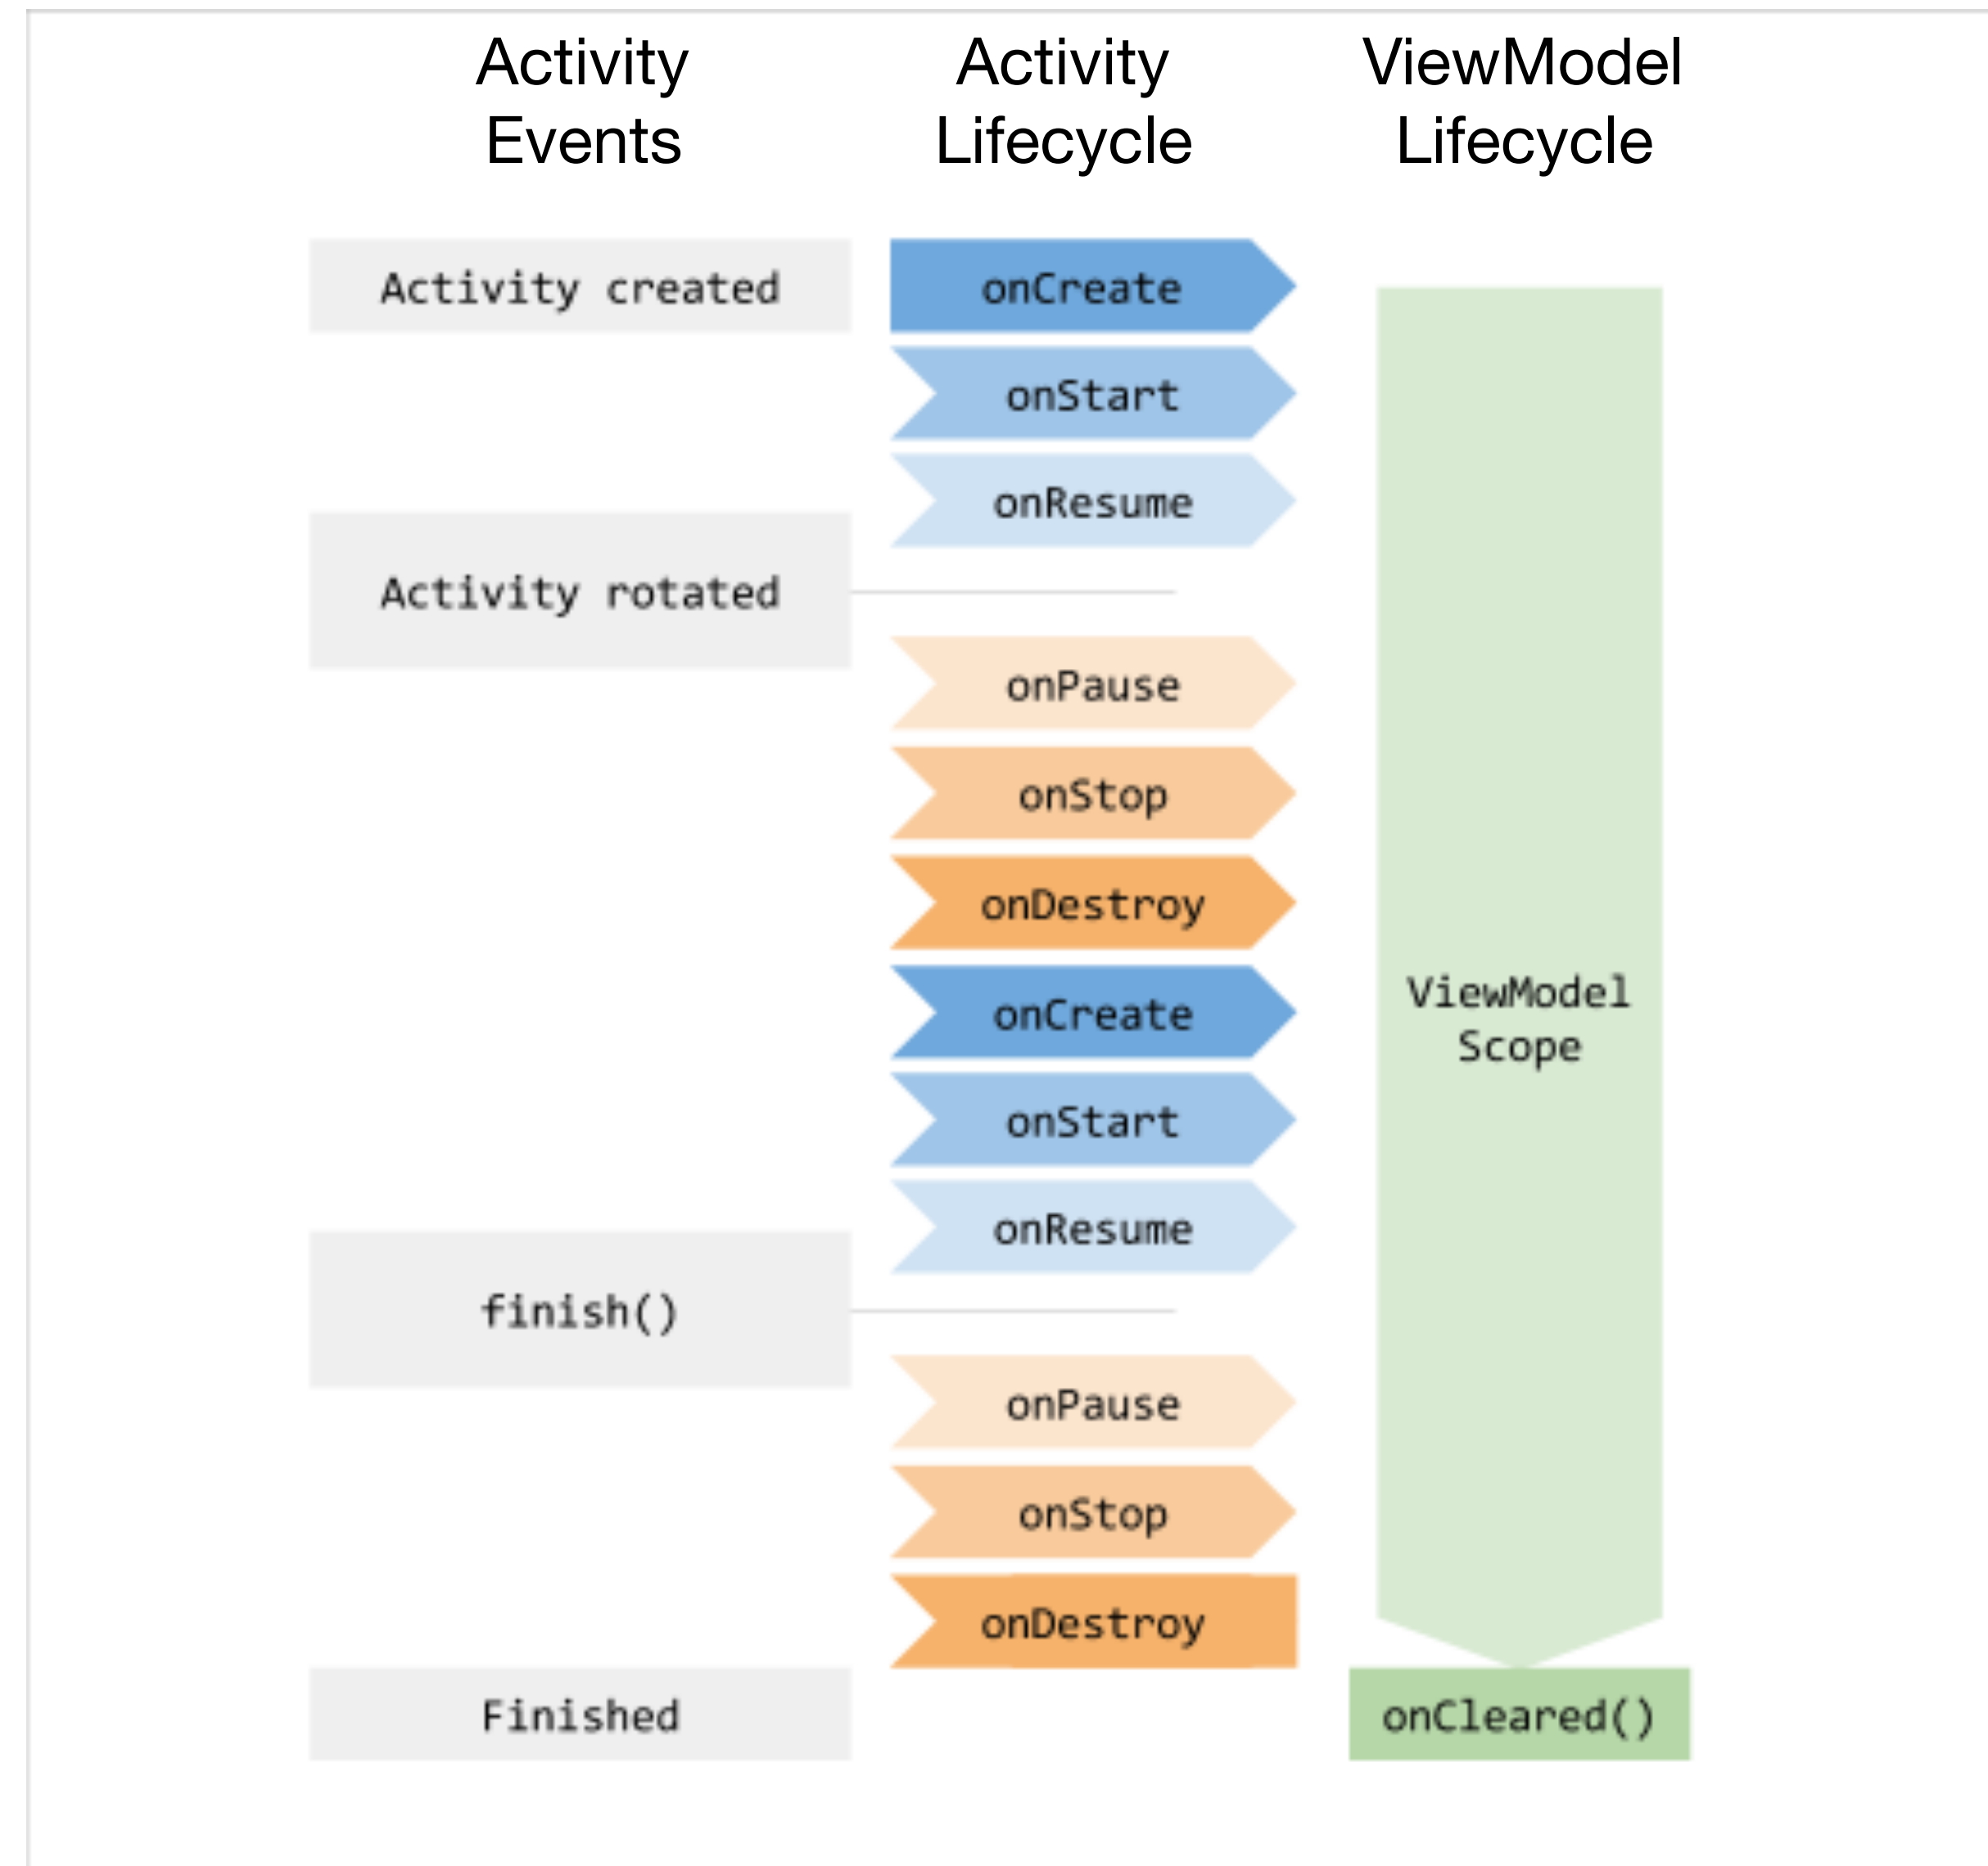 Activity
Events
Activity
Lifecycle
ViewModel
Lifecycle
Activity created
onCreate
onStart
onResume
Activity rotated
onPause
onStop
onDestroy
onCreate
onStart
onResume
ViewModel
Scope
finish()
onPause
onStop
onDestroy
Finished
onCleared()